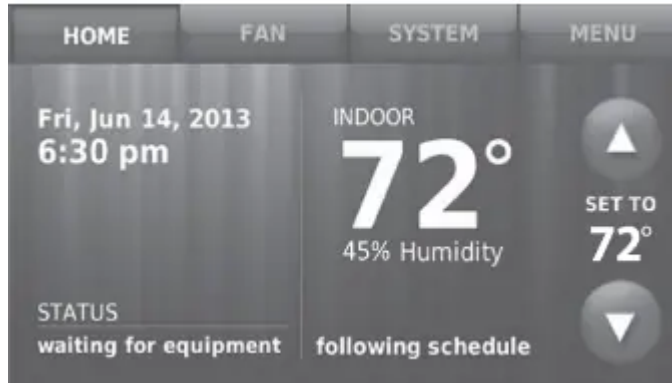 HOME FAN SYSTEM MENU
Fri, Jun 14, 2013
6:30 pm
INDOOR
72°
45% Humidity
SET TO
72°
STATUS
waiting for equipment
following schedule